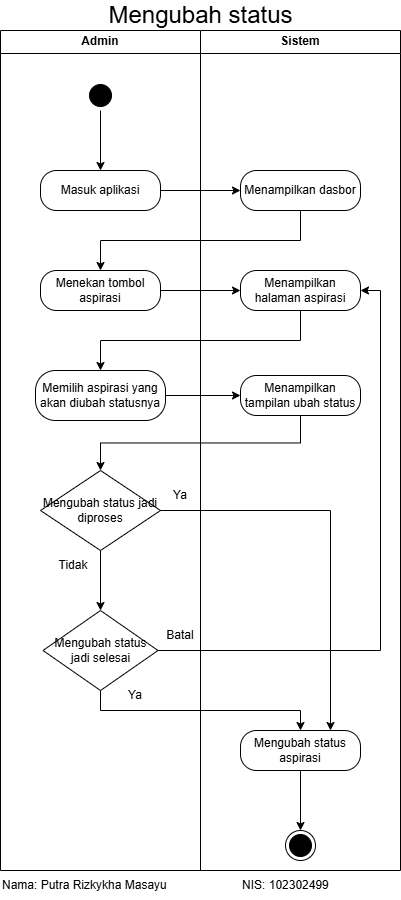 Mengubah status
Admin
Sistem
Masuk aplikasi
Menampilkan dasbor
Menekan tombol
aspirasi
Menampilkan
halaman aspirasi
Memilih aspirasi yang
akan diubah statusnya
Menampilkan
tampilan ubah status
Mengubah status jadi
diproses
Ya
Tidak
Mengubah status
jadi selesai
Batal
Ya
Mengubah status
aspirasi
Nama: Putra Rizkykha Masayu
NIS: 102302499